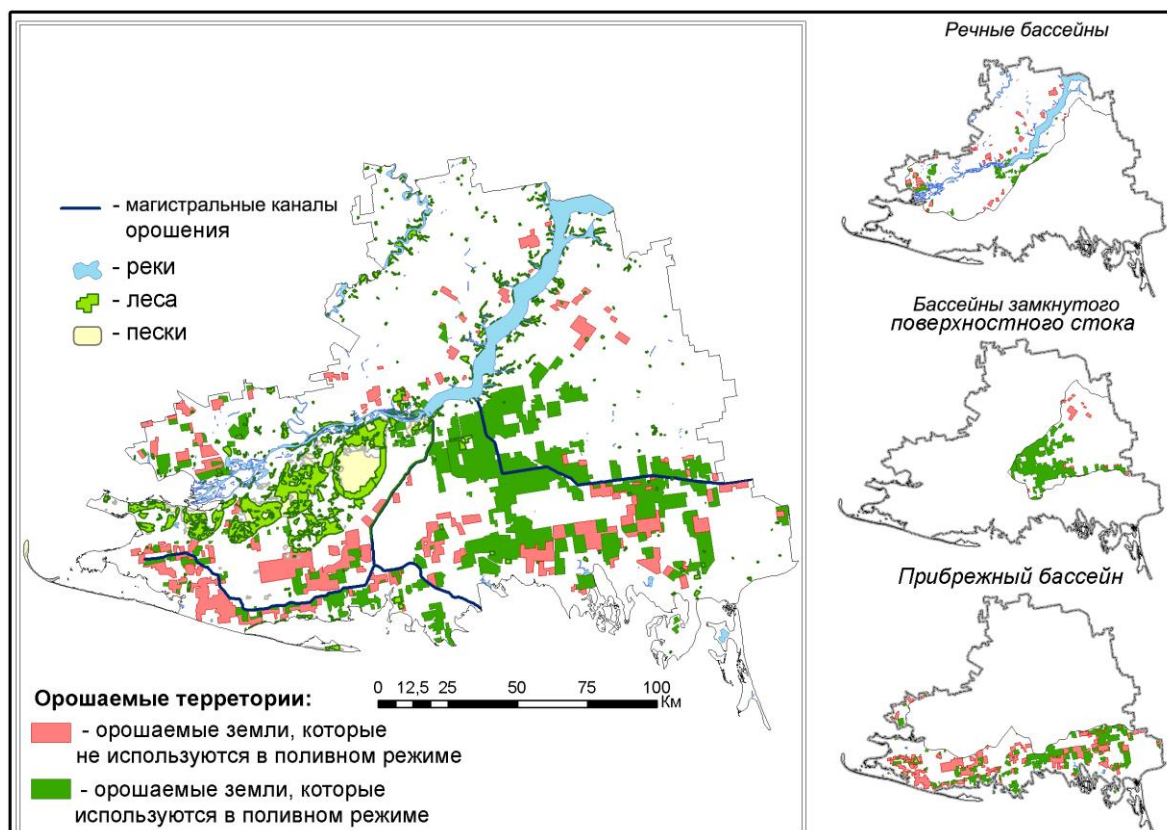 - магистральные каналы
орошения
- реки
- леса
- пески
Орошаемые территории:
0 12,5 25 50 75 100
Км
- орошаемые земли, которые
не используются в поливном режиме
- орошаемые земли, которые
используются в поливном режиме
Речные бассейны
Бассейны замкнутого
поверхностного стока
Прибрежный бассейн